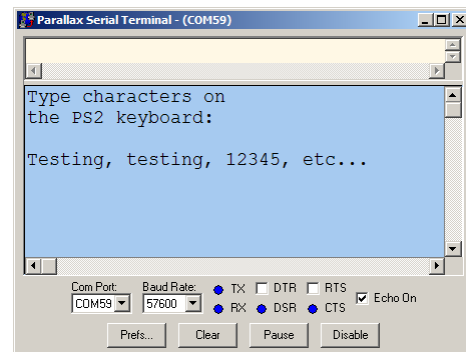 Parallax Serial Terminal - (COM59)
Type characters on
the PS2 keyboard:
Testing, testing, 12345, etc...
Com Port: Baud Rate: TX DTR RTS
COM59 57600 RX DSR CTS Echo On
Prefs... Clear Pause Disable